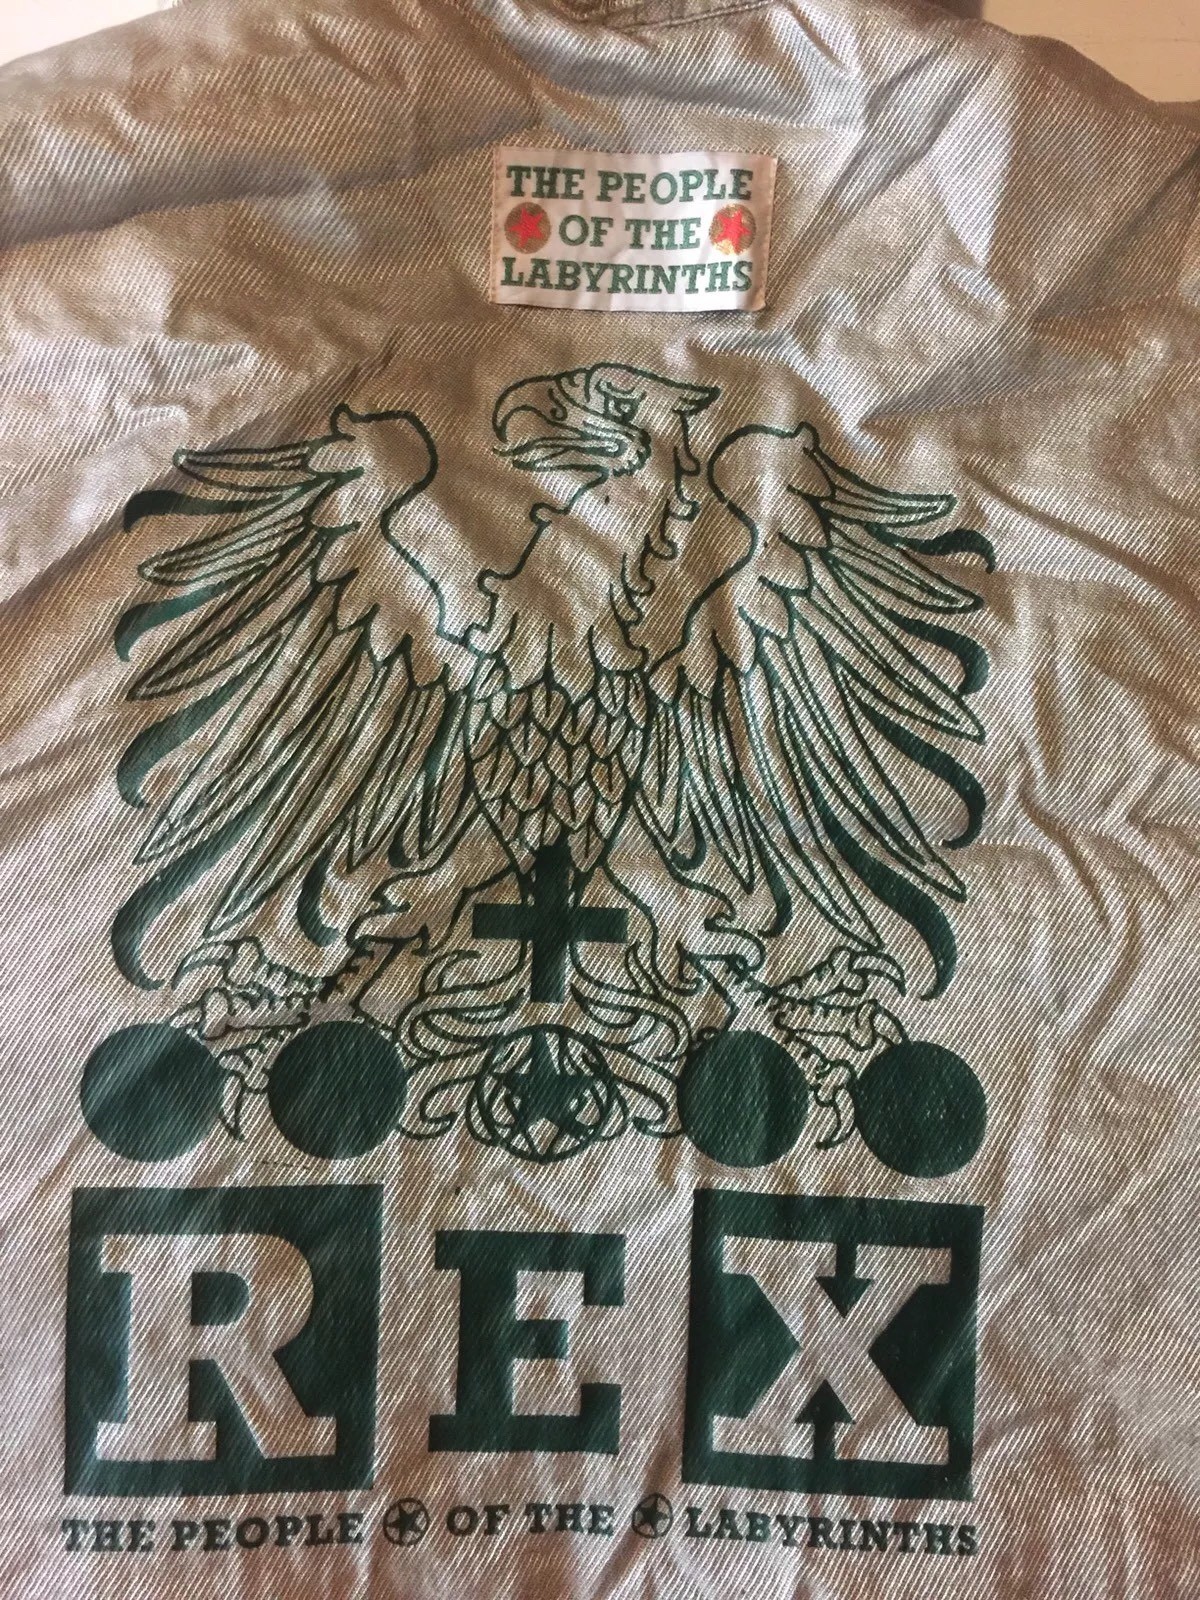 THE PEOPLE
OF THE
LABYRINTHS
REX
THE PEOPLE OF THE LABYRINTHS